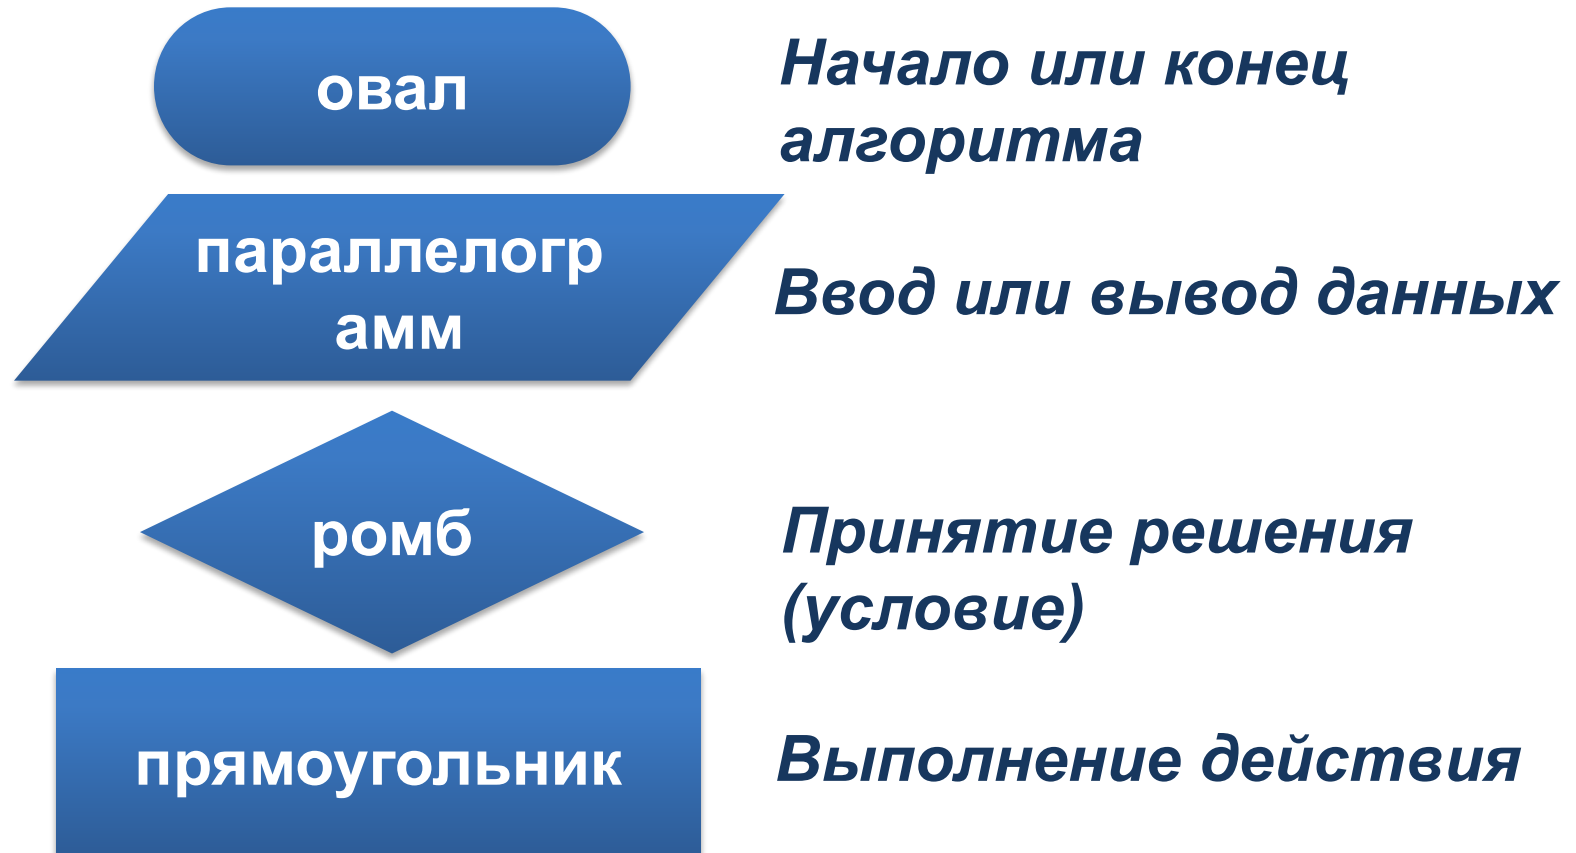 овал
Начало или конец
алгоритма
параллелогр
амм
Ввод или вывод данных
ромб
Принятие решения
(условие)
прямоугольник
Выполнение действия